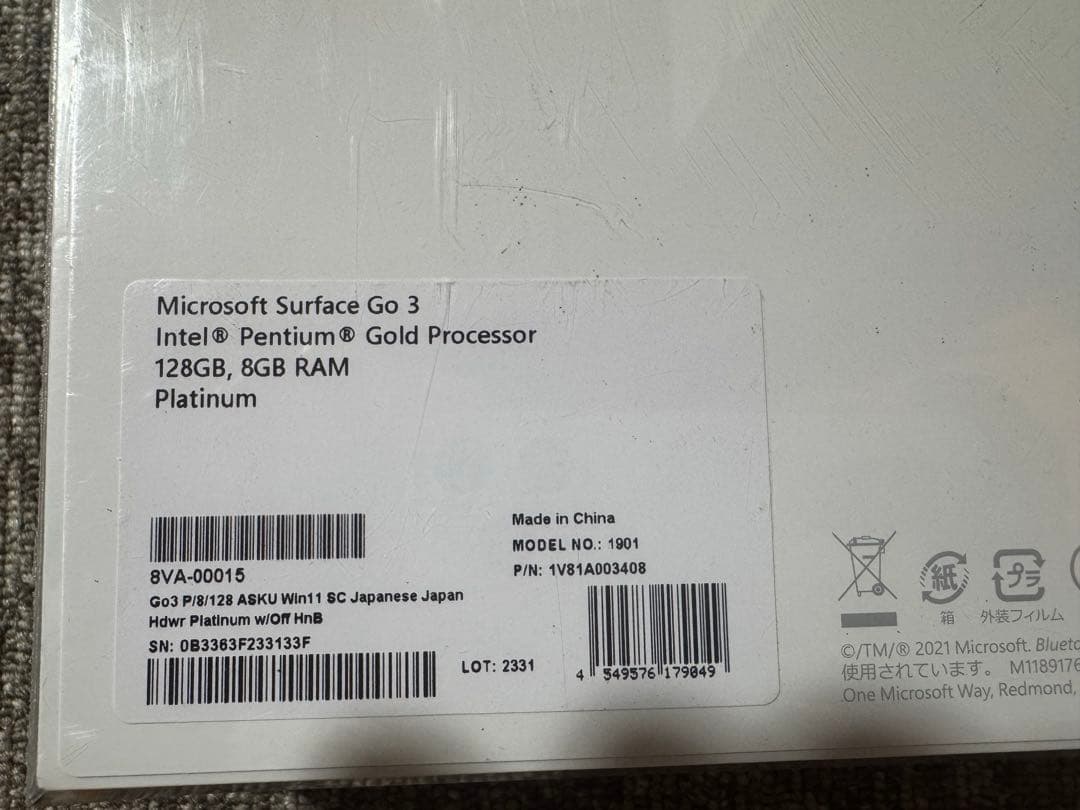 Microsoft Surface Go 3
Intel® Pentium® Gold Processor
128GB, 8GB RAM
Platinum
8VA-00015
Go3 P/8/128 ASKU Win11 SC Japanese Japan
Hdwr Platinum w/Off HnB
SN: 0B3363F233133F
LOT: 2331
Made in China
MODEL NO.: 1901
P/N: 1V81A003408
4 549576 179049
紙
箱
プラ
外装フィルム
©/TM/® 2021 Microsoft. Blueto
使用されています。 M1189176
One Microsoft Way, Redmond,